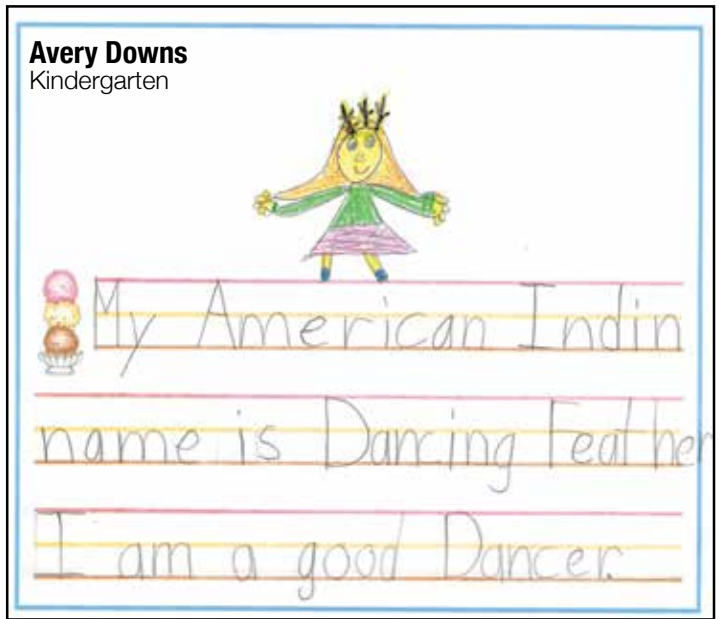 Avery Downs
Kindergarten
My American Indin
name is Dancing Feather
I am a good Dancer.